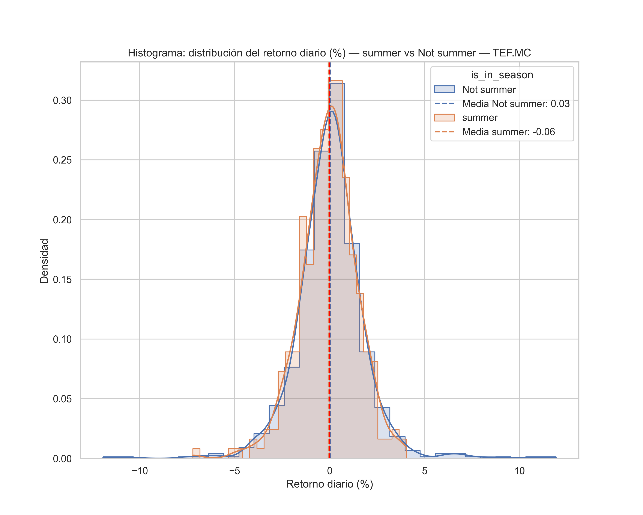 Histograma: distribución del retorno diario (%) — summer vs Not summer — TEF.MC
is_in_season
Not summer
Media Not summer: 0.03
summer
Media summer: -0.06
Densidad
0.30
0.25
0.20
0.15
0.10
0.05
0.00
−10
−5
0
5
10
Retorno diario (%)